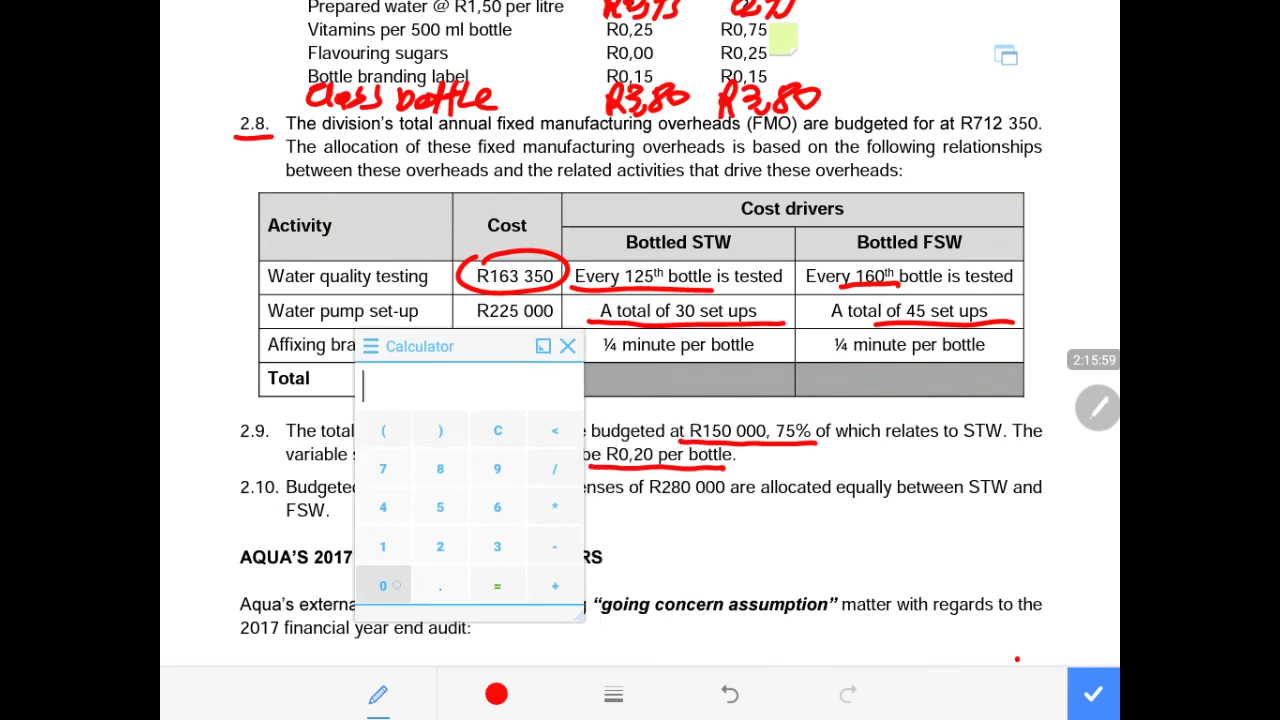 Prepared water @ R1,50 per litre
Vitamins per 500 ml bottle R0,25 R0,75
Flavouring sugars R0,00 R0,25
Bottle branding label R0,15 R0,15
Class bottle R3,80 R3,80
2.8. The division's total annual fixed manufacturing overheads (FMO) are budgeted for at R712 350.
The allocation of these fixed manufacturing overheads is based on the following relationships
between these overheads and the related activities that drive these overheads:
Activity Cost Cost drivers
Bottled STW Bottled FSW
Water quality testing R163 350 Every 125th bottle is tested Every 160th bottle is tested
Water pump set-up R225 000 A total of 30 set ups A total of 45 set ups
Affixing bra ¼ minute per bottle ¼ minute per bottle
Total
Calculator
( ) C <
7 8 9 /
4 5 6 *
1 2 3 -
0 . = +
2.9. The total budgeted at R150 000, 75% of which relates to STW. The
variable be R0,20 per bottle.
2.10. Budgeted enses of R280 000 are allocated equally between STW and
FSW.
AQUA'S 2017 RS
Aqua's externa "going concern assumption" matter with regards to the
2017 financial year end audit:
2:15:59